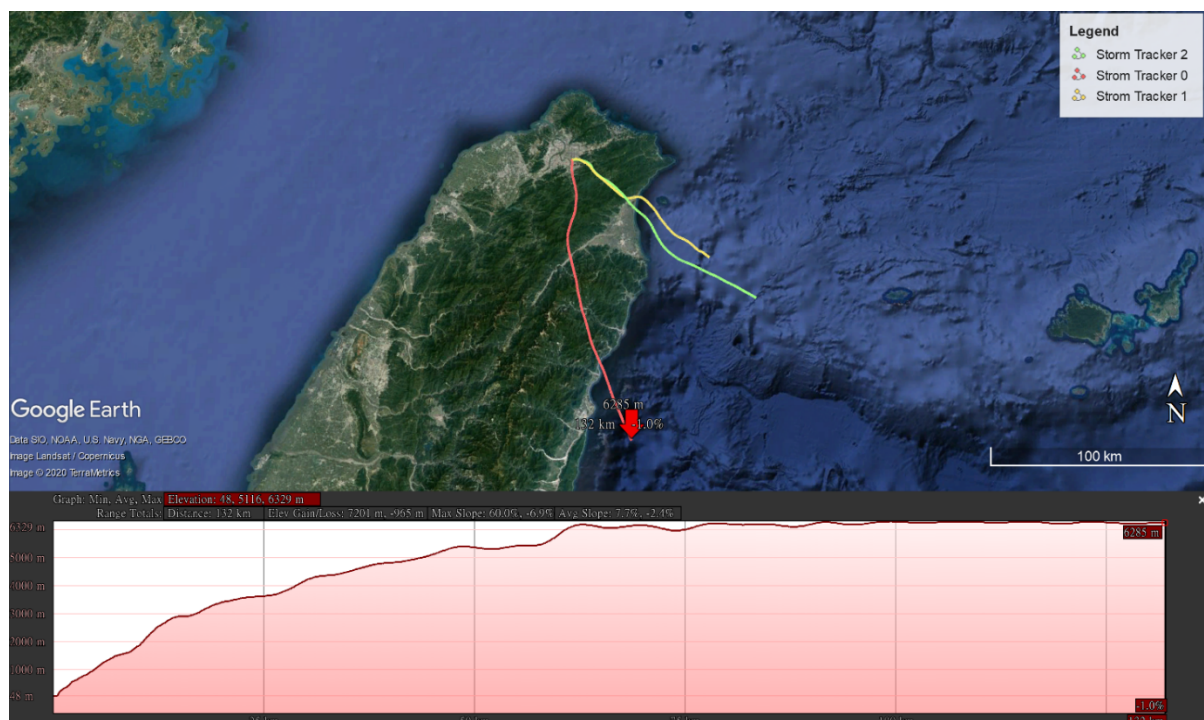 Legend
Storm Tracker 2
Strom Tracker 0
Strom Tracker 1
6285 m
132 km -1.0%
Google Earth
N
Data SIO, NOAA, U.S. Navy, NGA, GEBCO
Image Landsat / Copernicus
Image © 2020 TerraMetrics
100 km
Graph: Min, Avg, Max Elevation: 48, 5116, 6329 m
Range Totals: Distance: 132 km Elev Gain/Loss: 7201 m, -965 m Max Slope: 60.0%, -6.9% Avg Slope: 7.7%, -2.4%
6329 m
6285 m
5000 m
4000 m
3000 m
2000 m
1000 m
48 m
-1.0%